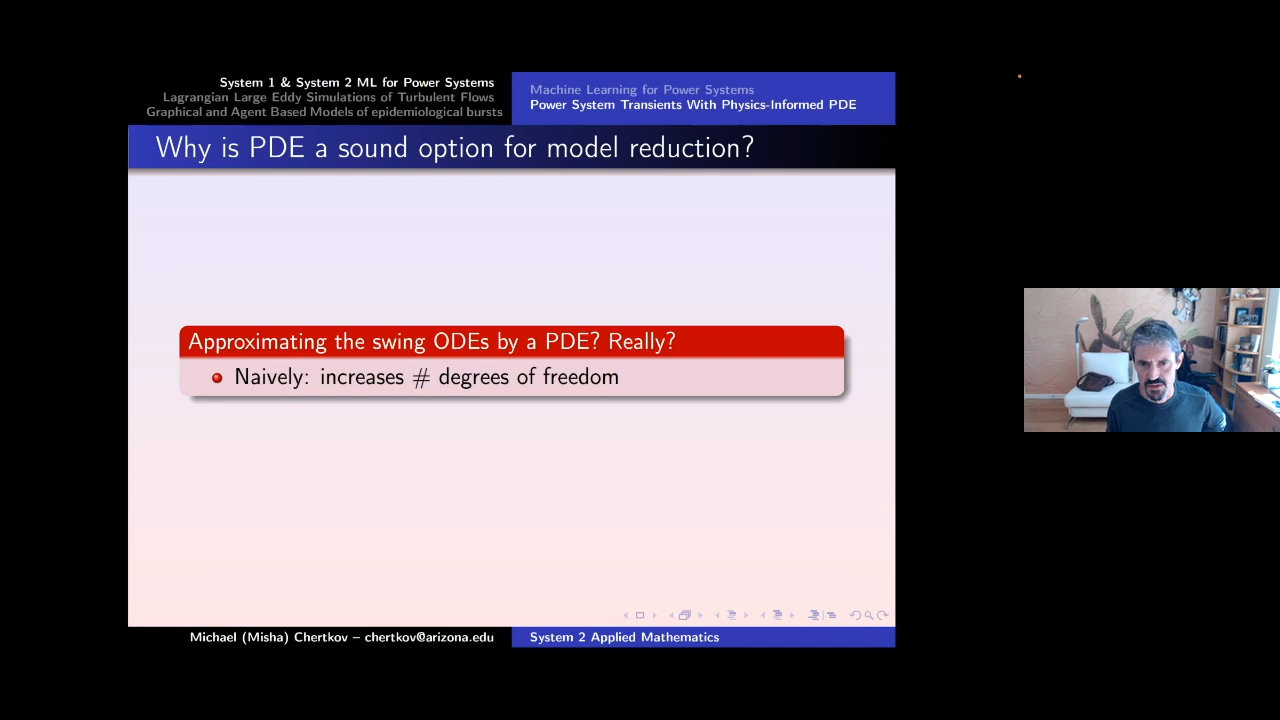 System 1 & System 2 ML for Power Systems
Lagrangian Large Eddy Simulations of Turbulent Flows
Graphical and Agent Based Models of epidemiological bursts
Machine Learning for Power Systems
Power System Transients With Physics-Informed PDE
Why is PDE a sound option for model reduction?
Approximating the swing ODEs by a PDE? Really?
Naively: increases # degrees of freedom
Michael (Misha) Chertkov – chertkov@arizona.edu
System 2 Applied Mathematics